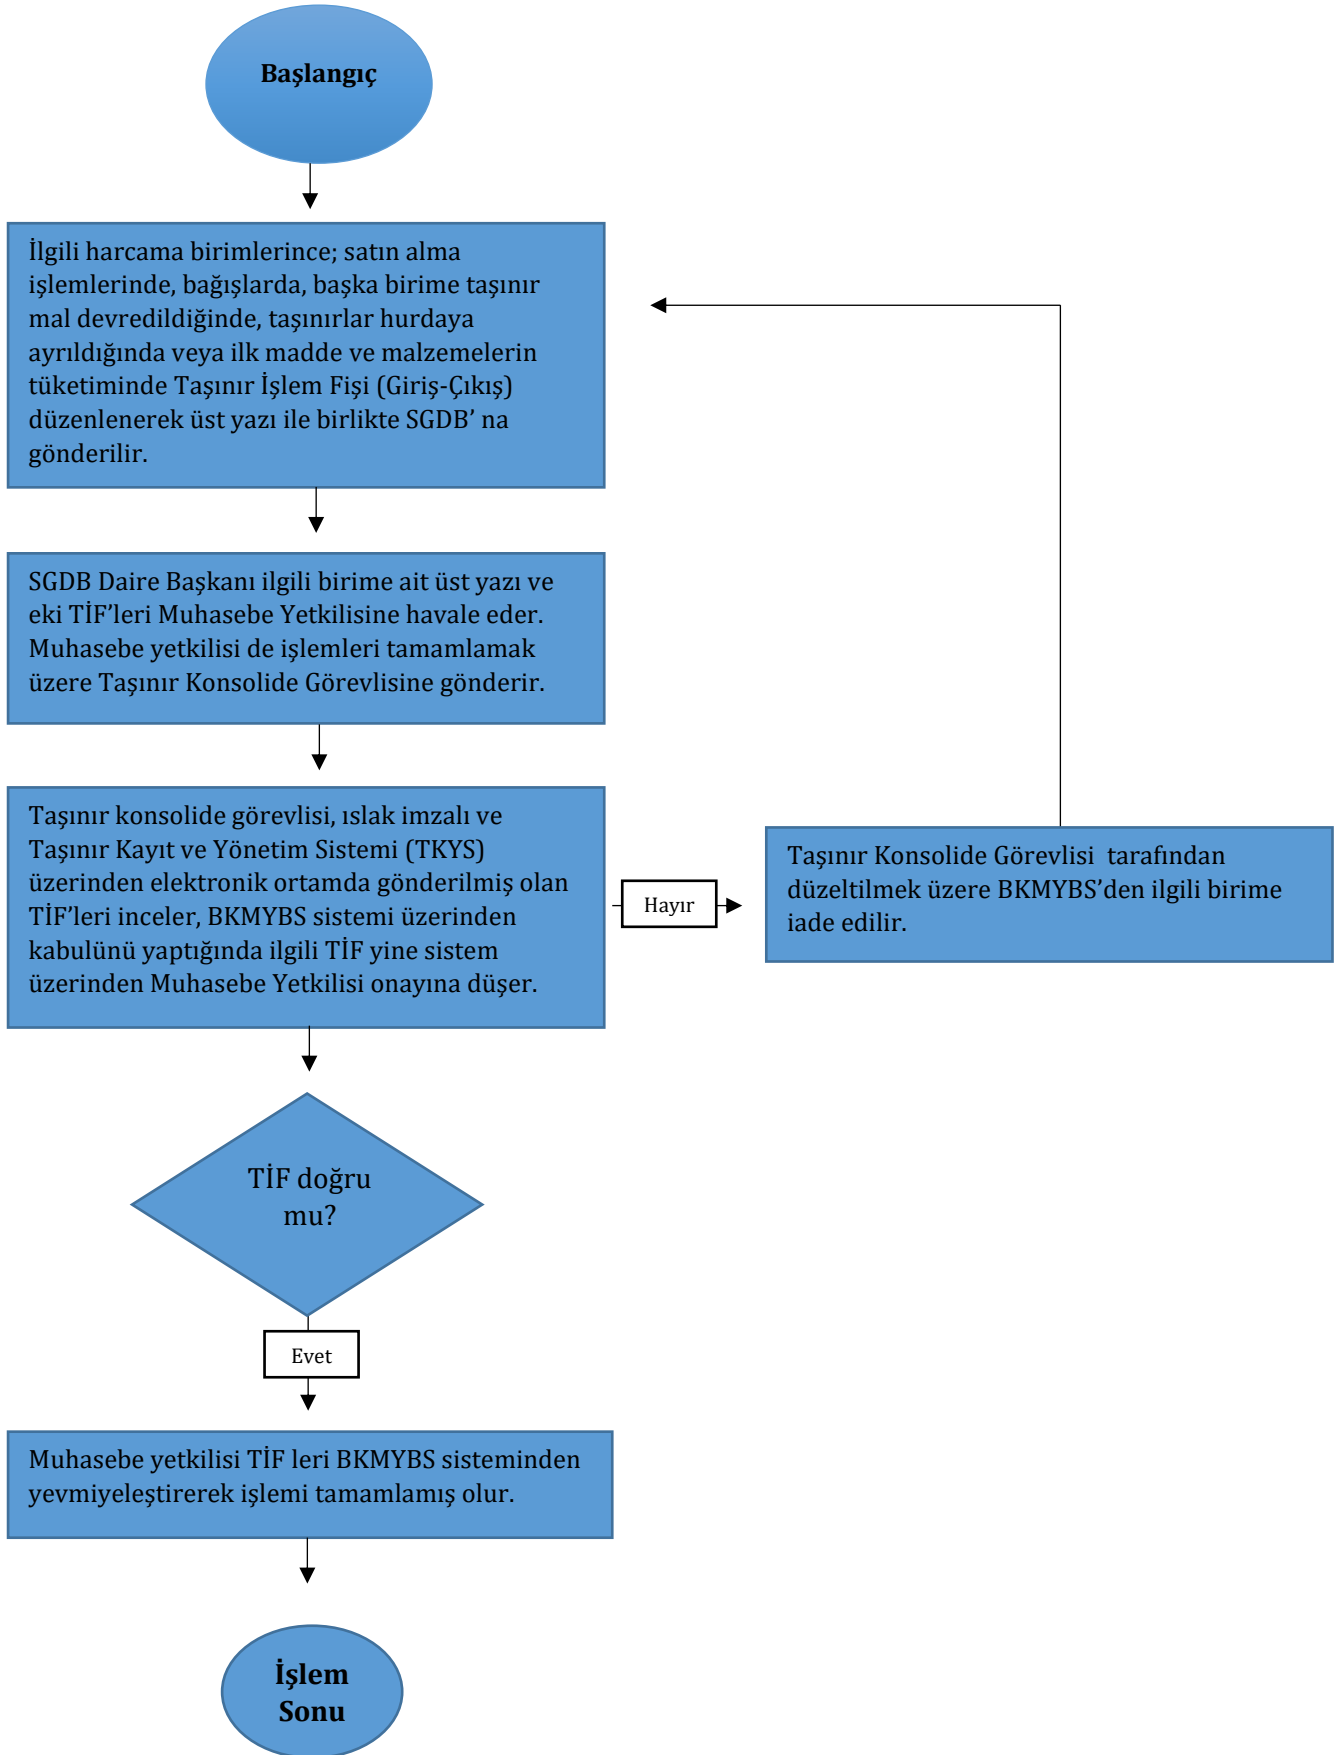 Başlangıç
İlgili harcama birimlerince; satın alma
işlemlerinde, bağışlarda, başka birime taşınır
mal devredildiğinde, taşınırlar hurdaya
ayrıldığında veya ilk madde ve malzemelerin
tüketiminde Taşınır İşlem Fişi (Giriş-Çıkış)
düzenlenerek üst yazı ile birlikte SGDB’ na
gönderilir.
SGDB Daire Başkanı ilgili birime ait üst yazı ve
eki TİF’leri Muhasebe Yetkilisine havale eder.
Muhasebe yetkilisi de işlemleri tamamlamak
üzere Taşınır Konsolide Görevlisine gönderir.
Taşınır konsolide görevlisi, ıslak imzalı ve
Taşınır Kayıt ve Yönetim Sistemi (TKYS)
üzerinden elektronik ortamda gönderilmiş olan
TİF’leri inceler, BKMYBS sistemi üzerinden
kabulünü yaptığında ilgili TİF yine sistem
üzerinden Muhasebe Yetkilisi onayına düşer.
Hayır
Taşınır Konsolide Görevlisi  tarafından
düzeltilmek üzere BKMYBS’den ilgili birime
iade edilir.
TİF doğru
mu?
Evet
Muhasebe yetkilisi TİF leri BKMYBS sisteminden
yevmiyeleştirerek işlemi tamamlamış olur.
İşlem
Sonu